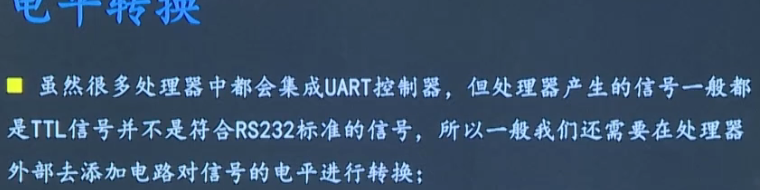 电平转换
虽然很多处理器中都会集成UART控制器，但处理器产生的信号一般都
是TTL信号并不是符合RS232标准的信号，所以一般我们还需要在处理器
外部去添加电路对信号的电平进行转换；